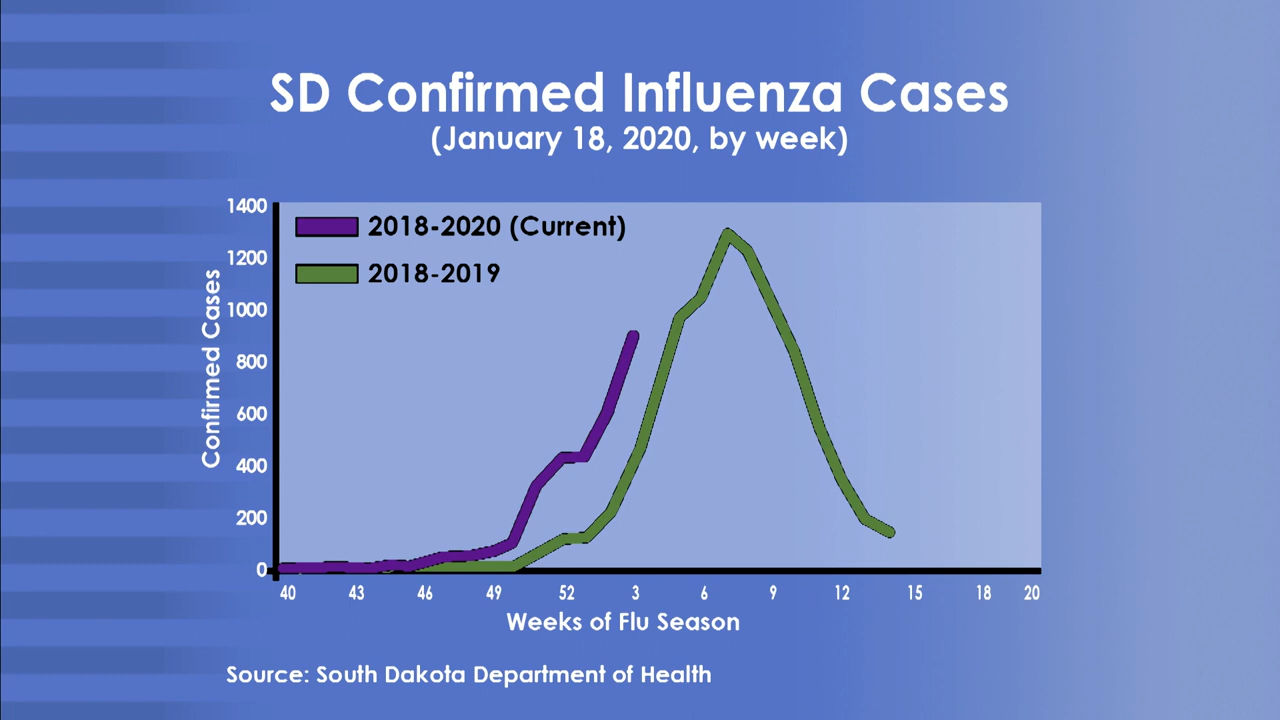 SD Confirmed Influenza Cases
(January 18, 2020, by week)
2018-2020 (Current)
2018-2019
Confirmed Cases
1400
1200
1000
800
600
400
200
0
40 43 46 49 52 3 6 9 12 15 18 20
Weeks of Flu Season
Source: South Dakota Department of Health